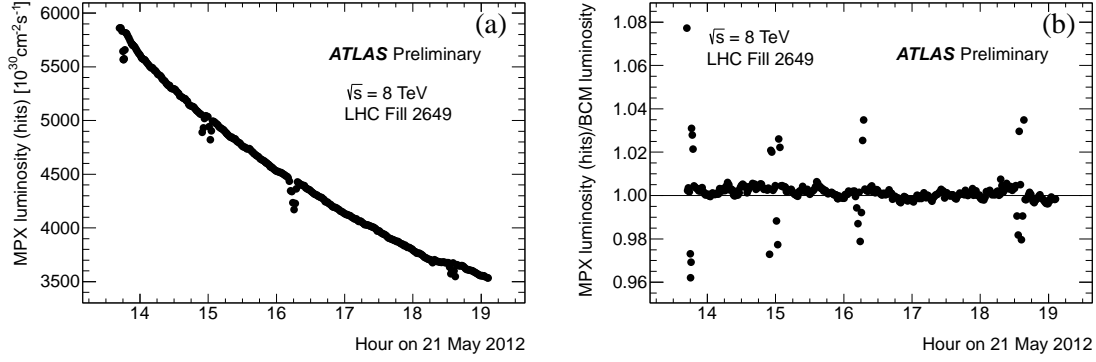 (a)
ATLAS Preliminary
√s = 8 TeV
LHC Fill 2649
MPX luminosity (hits) [10³⁰cm⁻²s⁻¹]
6000
5500
5000
4500
4000
3500
14 15 16 17 18 19
Hour on 21 May 2012
(b)
√s = 8 TeV
LHC Fill 2649
ATLAS Preliminary
MPX luminosity (hits)/BCM luminosity
1.08
1.06
1.04
1.02
1.00
0.98
0.96
14 15 16 17 18 19
Hour on 21 May 2012